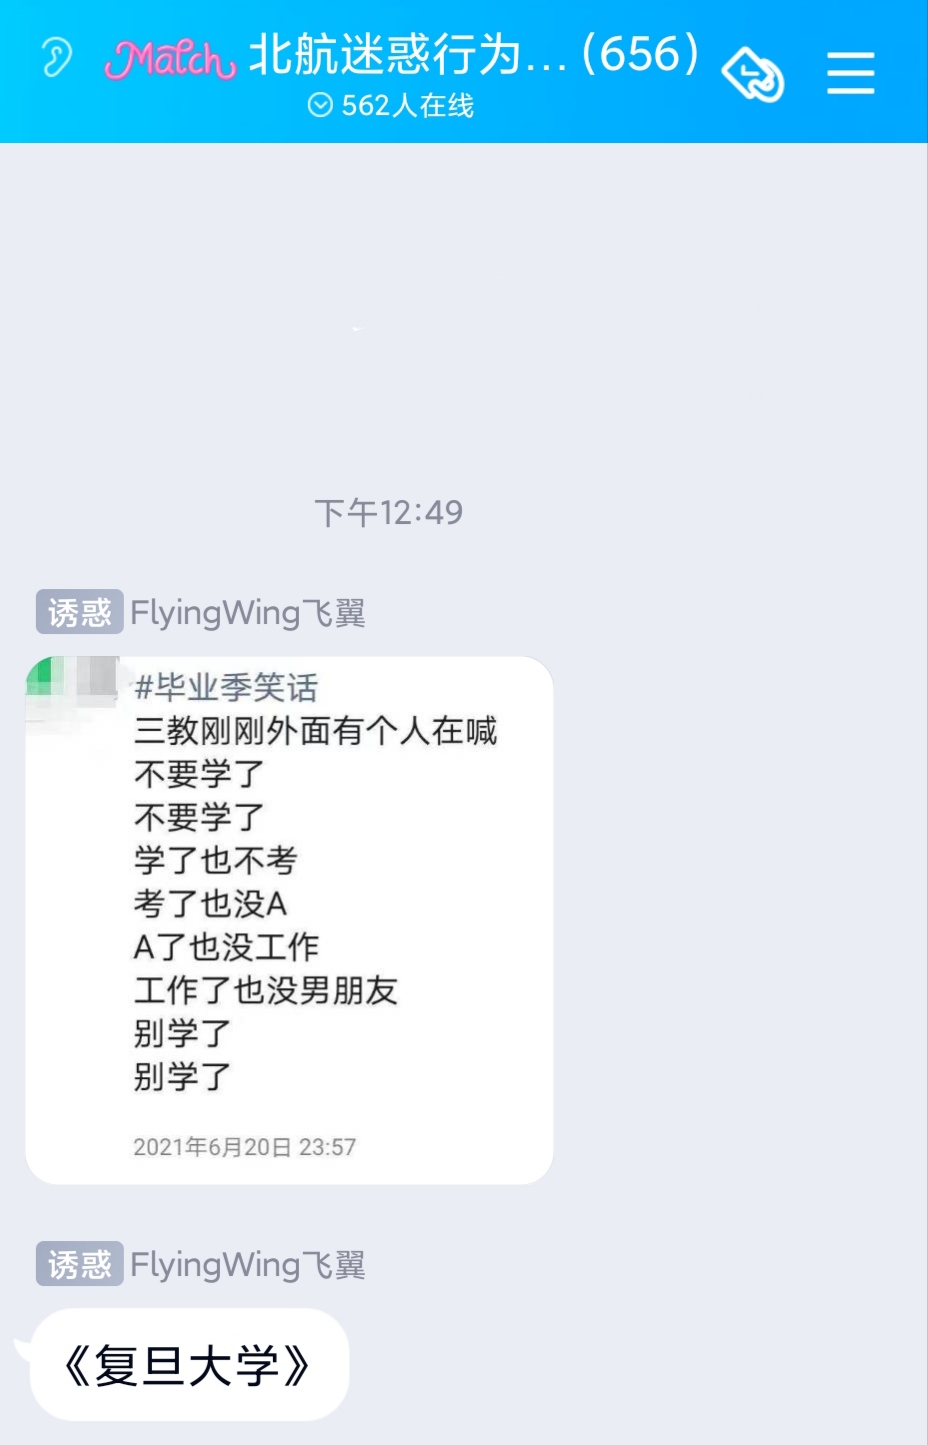 Match 北航迷惑行为...(656)
562人在线
下午12:49
诱惑 FlyingWing飞翼
#毕业季笑话
三教刚刚外面有个人在喊
不要学了
不要学了
学了也不考
考了也没A
A了也没工作
工作了也没男朋友
别学了
别学了
2021年6月20日 23:57
诱惑 FlyingWing飞翼
《复旦大学》